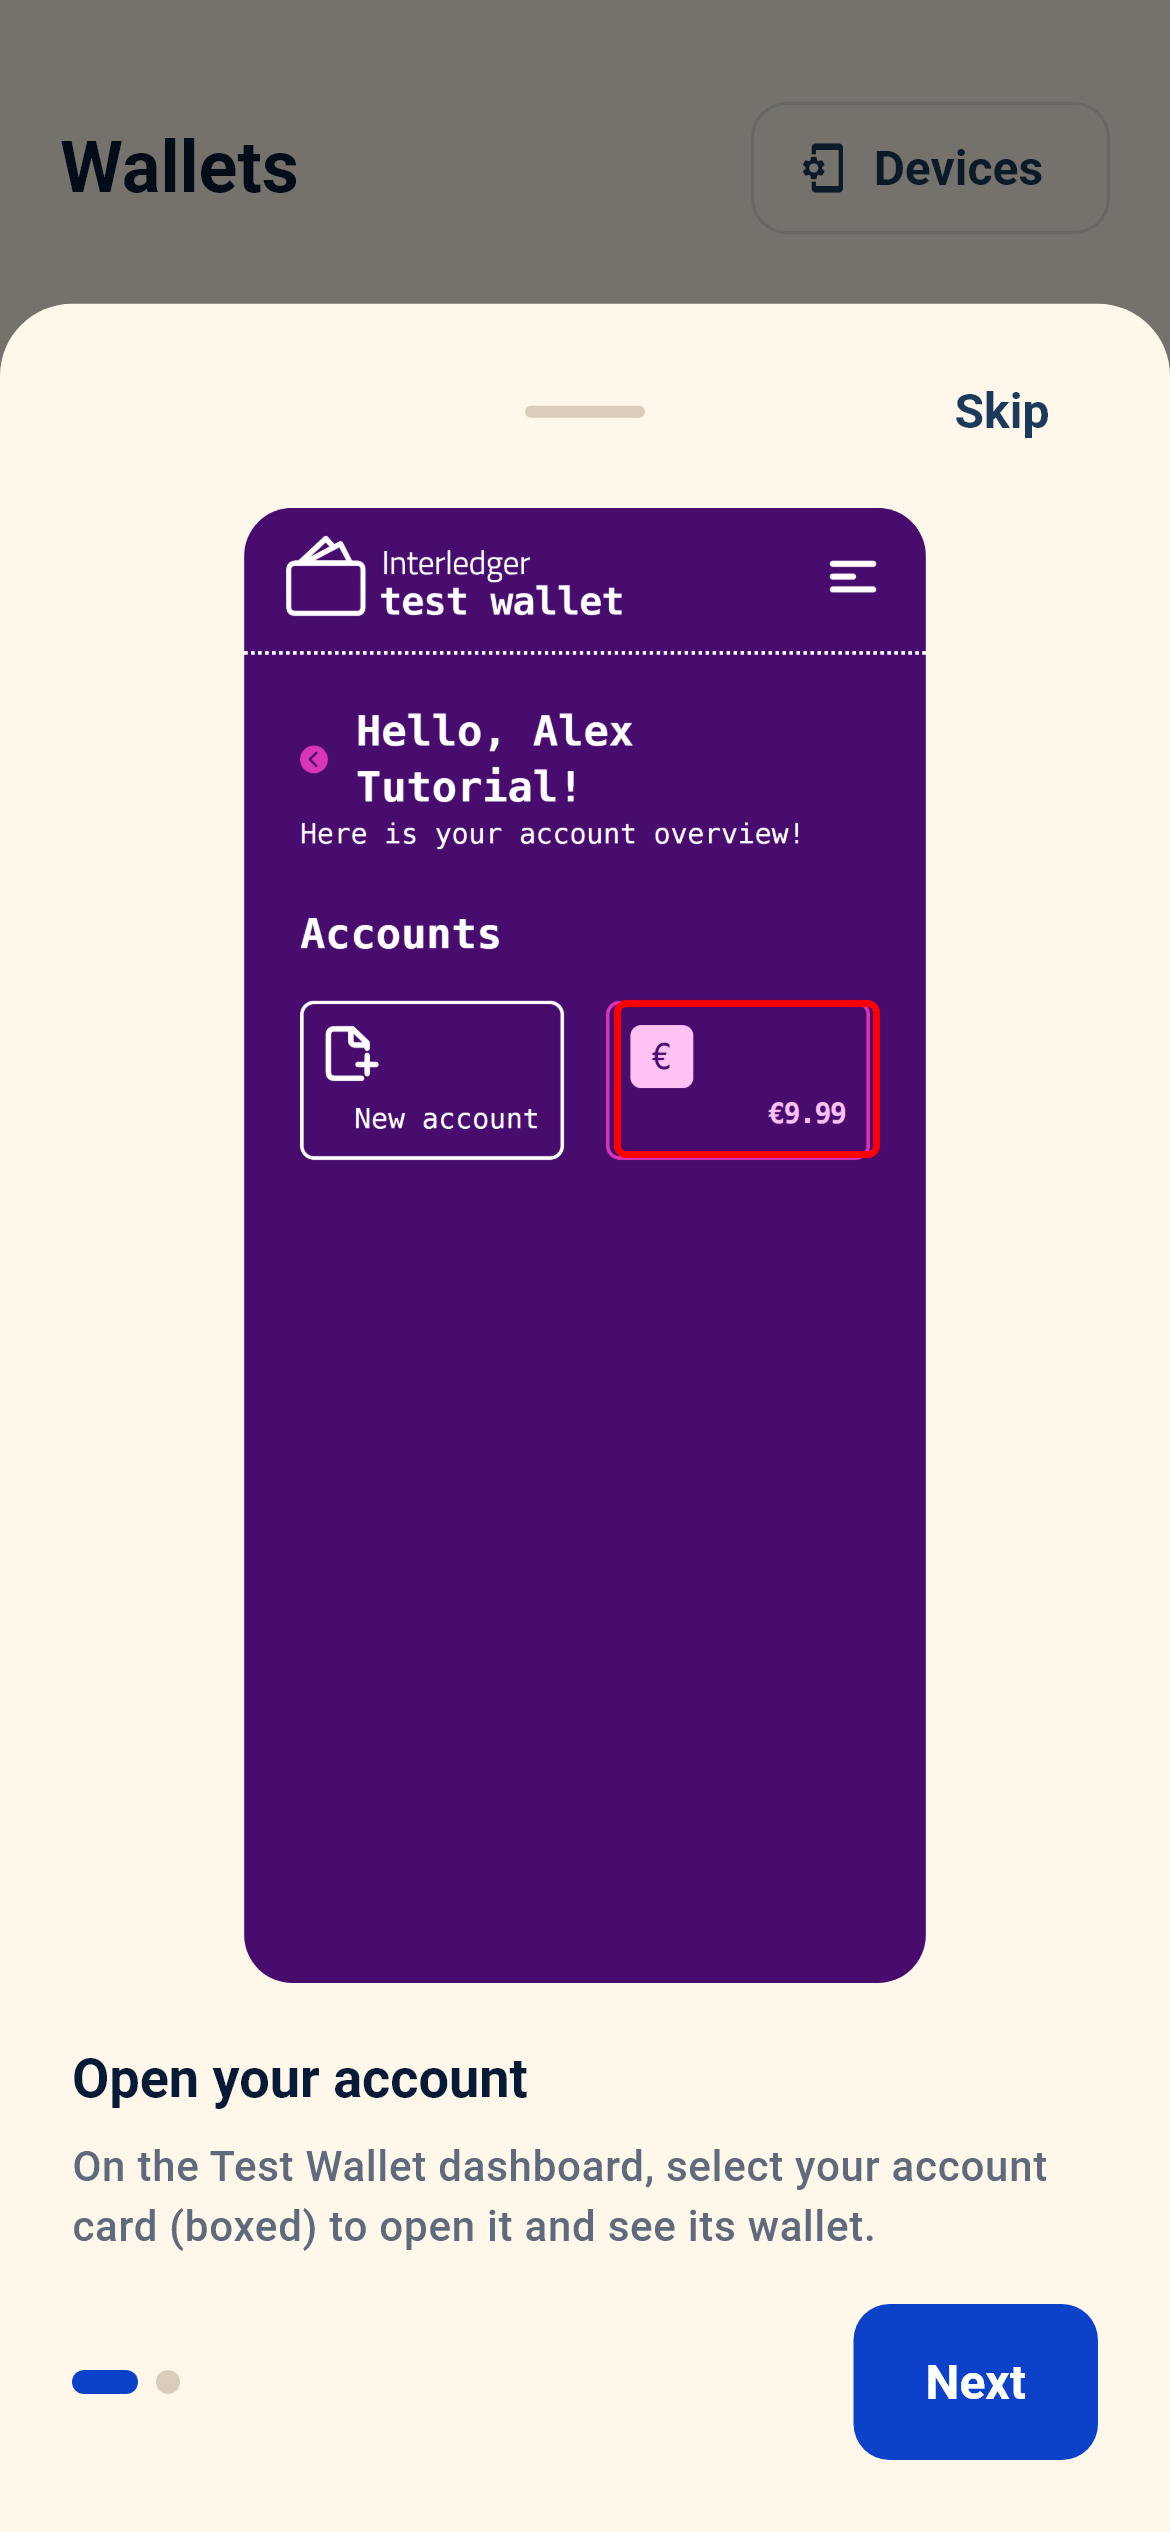 Wallets
Devices
Skip
Interledger
test wallet
Hello, Alex
Tutorial!
Here is your account overview!
Accounts
New account
€
€9.99
Open your account
On the Test Wallet dashboard, select your account
card (boxed) to open it and see its wallet.
Next